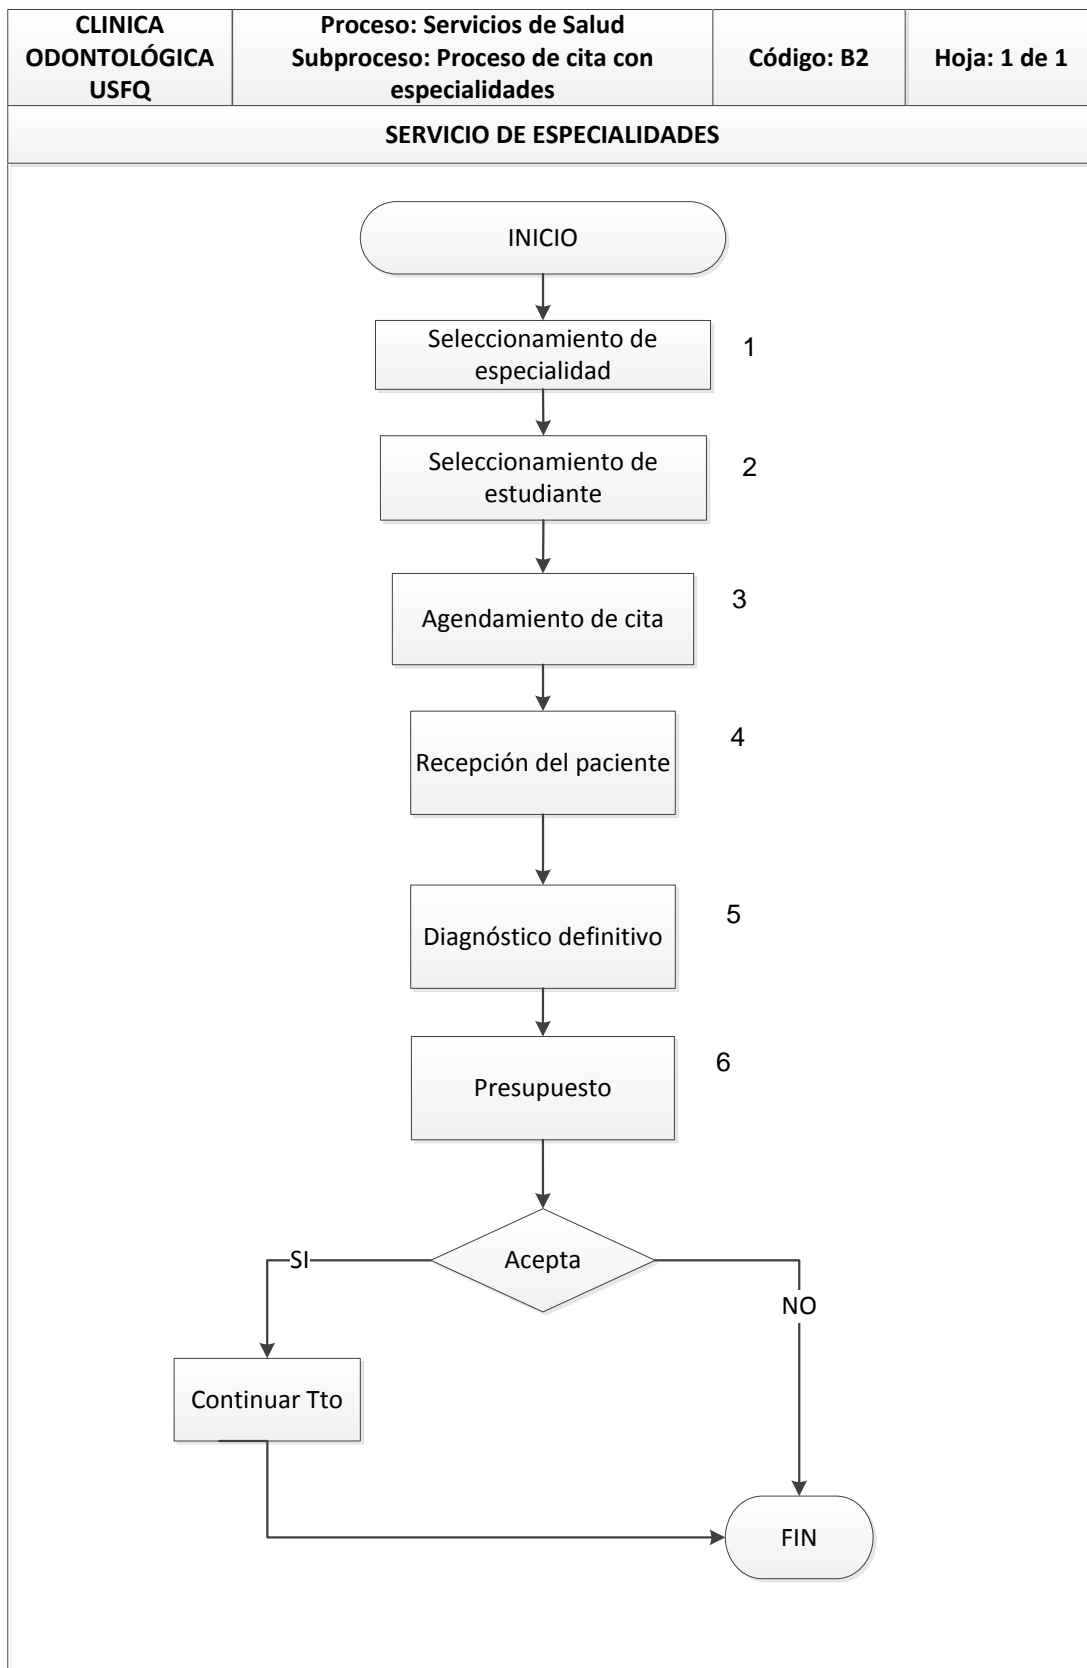 CLINICA
ODONTOLÓGICA
USFQ
Proceso: Servicios de Salud
Subproceso: Proceso de cita con
especialidades
Código: B2
Hoja: 1 de 1
SERVICIO DE ESPECIALIDADES
INICIO
Seleccionamiento de
especialidad
1
Seleccionamiento de
estudiante
2
Agendamiento de cita
3
Recepción del paciente
4
Diagnóstico definitivo
5
Presupuesto
6
Acepta
SI
NO
Continuar Tto
FIN